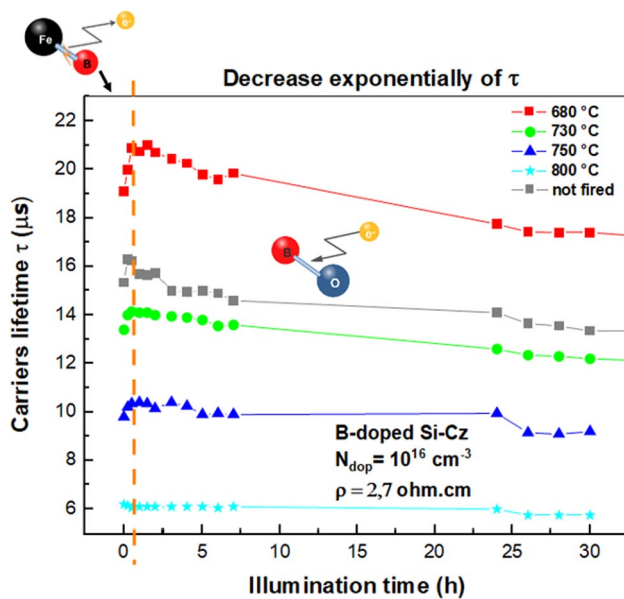 e-
Fe
B
Decrease exponentially of τ
680 °C
730 °C
750 °C
800 °C
not fired
22
20
18
16
14
12
10
8
6
Carriers lifetime τ (µs)
e-
B
O
B-doped Si-Cz
N_dop= 10^16 cm^-3
ρ = 2,7 ohm.cm
0 5 10 15 20 25 30
Illumination time (h)